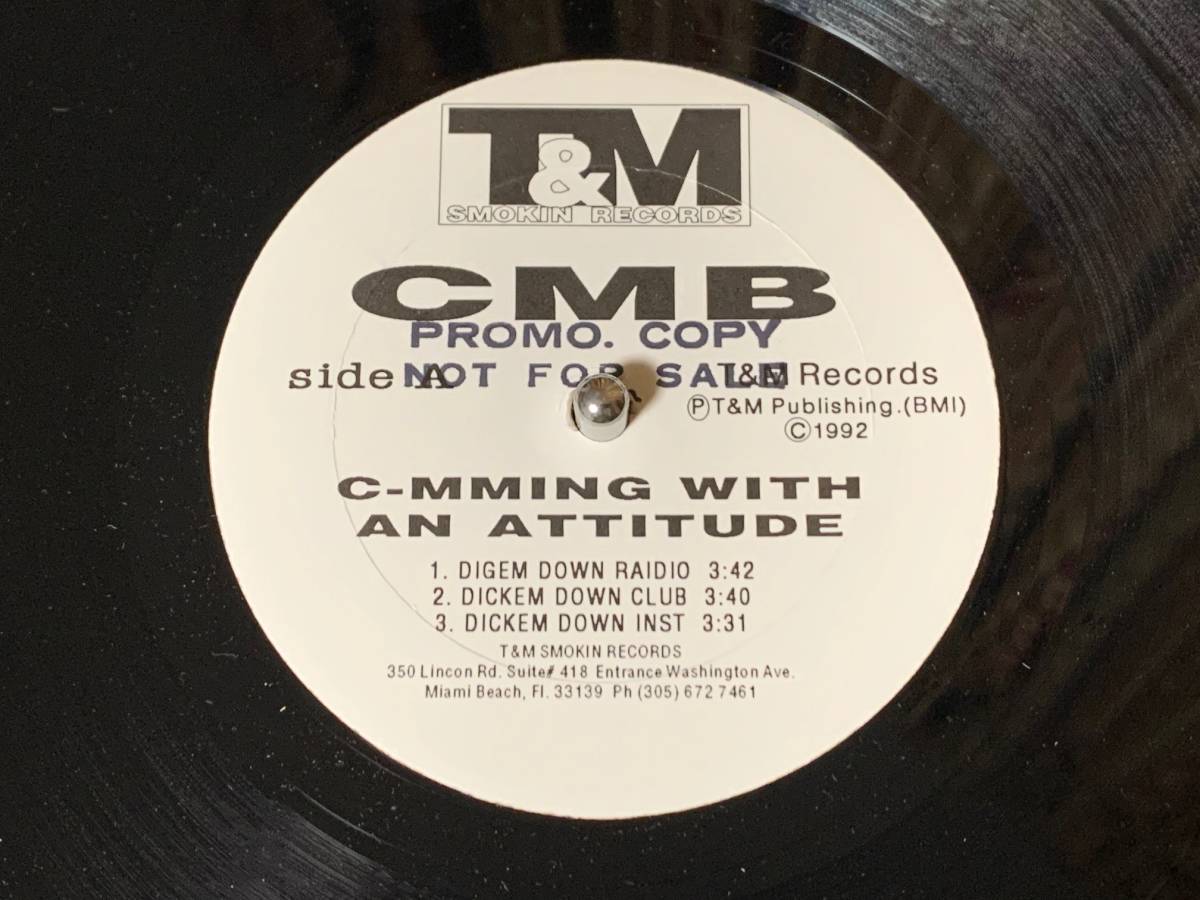 T&M
SMOKIN RECORDS
CMB
PROMO. COPY
NOT FOR SALE
side A
T&M Records
ⓅT&M Publishing.(BMI)
©1992
C-MMING WITH
AN ATTITUDE
1. DIGEM DOWN RAIDIO 3:42
2. DICKEM DOWN CLUB 3:40
3. DICKEM DOWN INST 3:31
T&M SMOKIN RECORDS
350 Lincon Rd. Suite# 418 Entrance Washington Ave.
Miami Beach, Fl. 33139 Ph (305) 672 7461